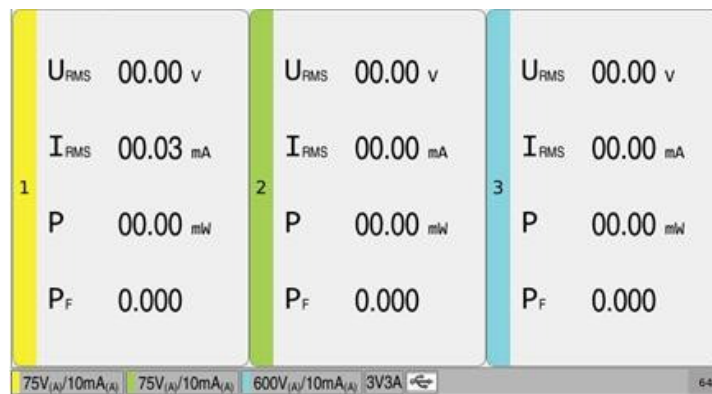 URMS 00.00 V URMS 00.00 V URMS 00.00 V
IRMS 00.03 mA IRMS 00.00 mA IRMS 00.00 mA
1 2 3
P 00.00 mW P 00.00 mW P 00.00 mW
PF 0.000 PF 0.000 PF 0.000
75V(A)/10mA(A) 75V(A)/10mA(A) 600V(A)/10mA(A) 3V3A 64